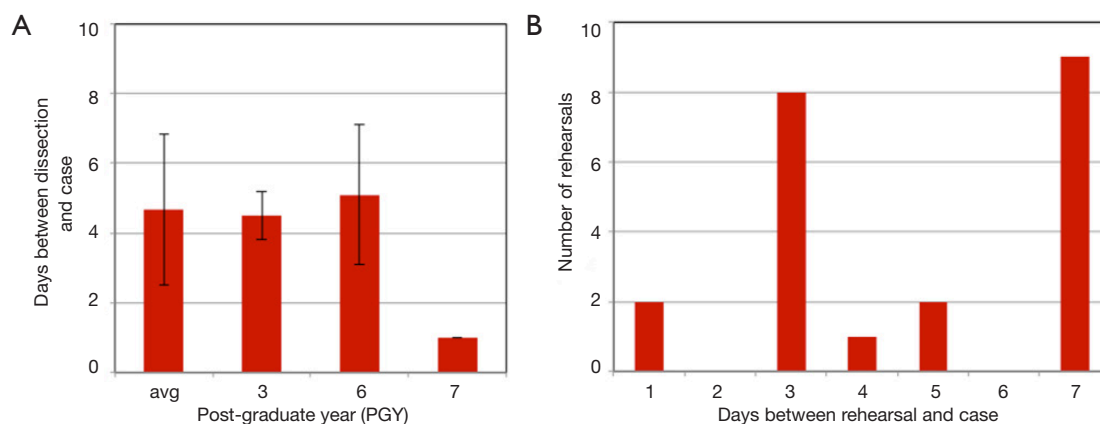 A
Days between dissection
and case
10
8
6
4
2
0
avg 3 6 7
Post-graduate year (PGY)
B
Number of rehearsals
10
8
6
4
2
0
1 2 3 4 5 6 7
Days between rehearsal and case